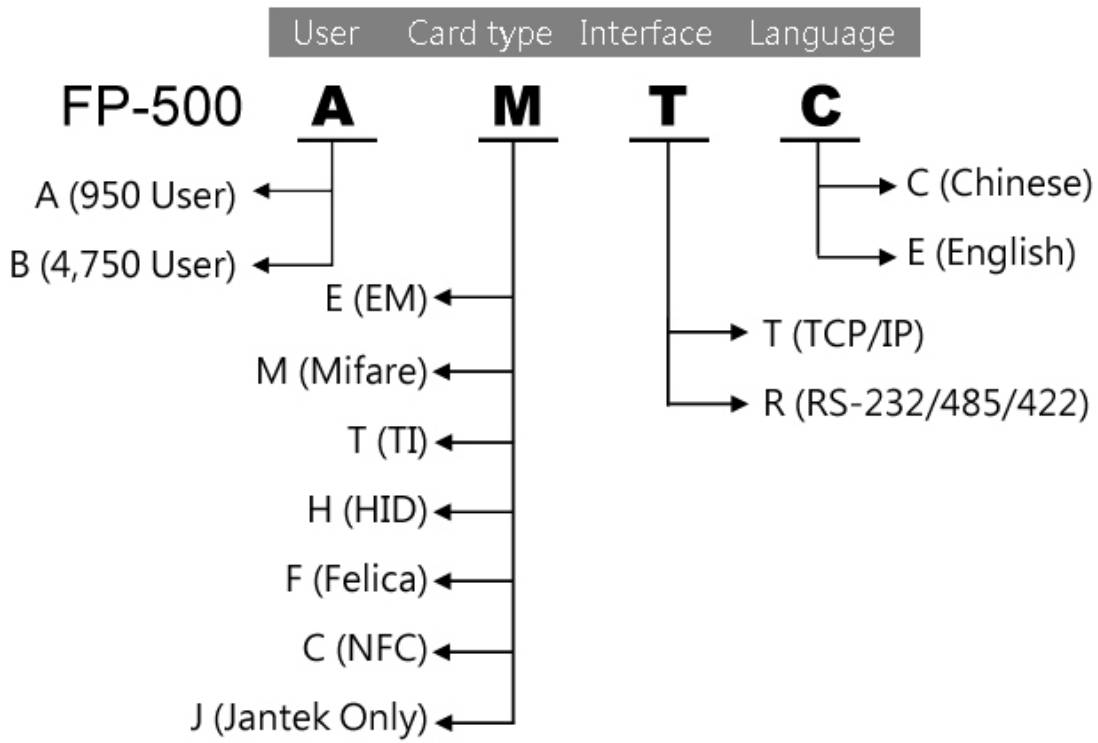 User Card type Interface Language
FP-500 A M T C
A (950 User)
B (4,750 User)
E (EM)
M (Mifare)
T (TI)
H (HID)
F (Felica)
C (NFC)
J (Jantek Only)
T (TCP/IP)
R (RS-232/485/422)
C (Chinese)
E (English)